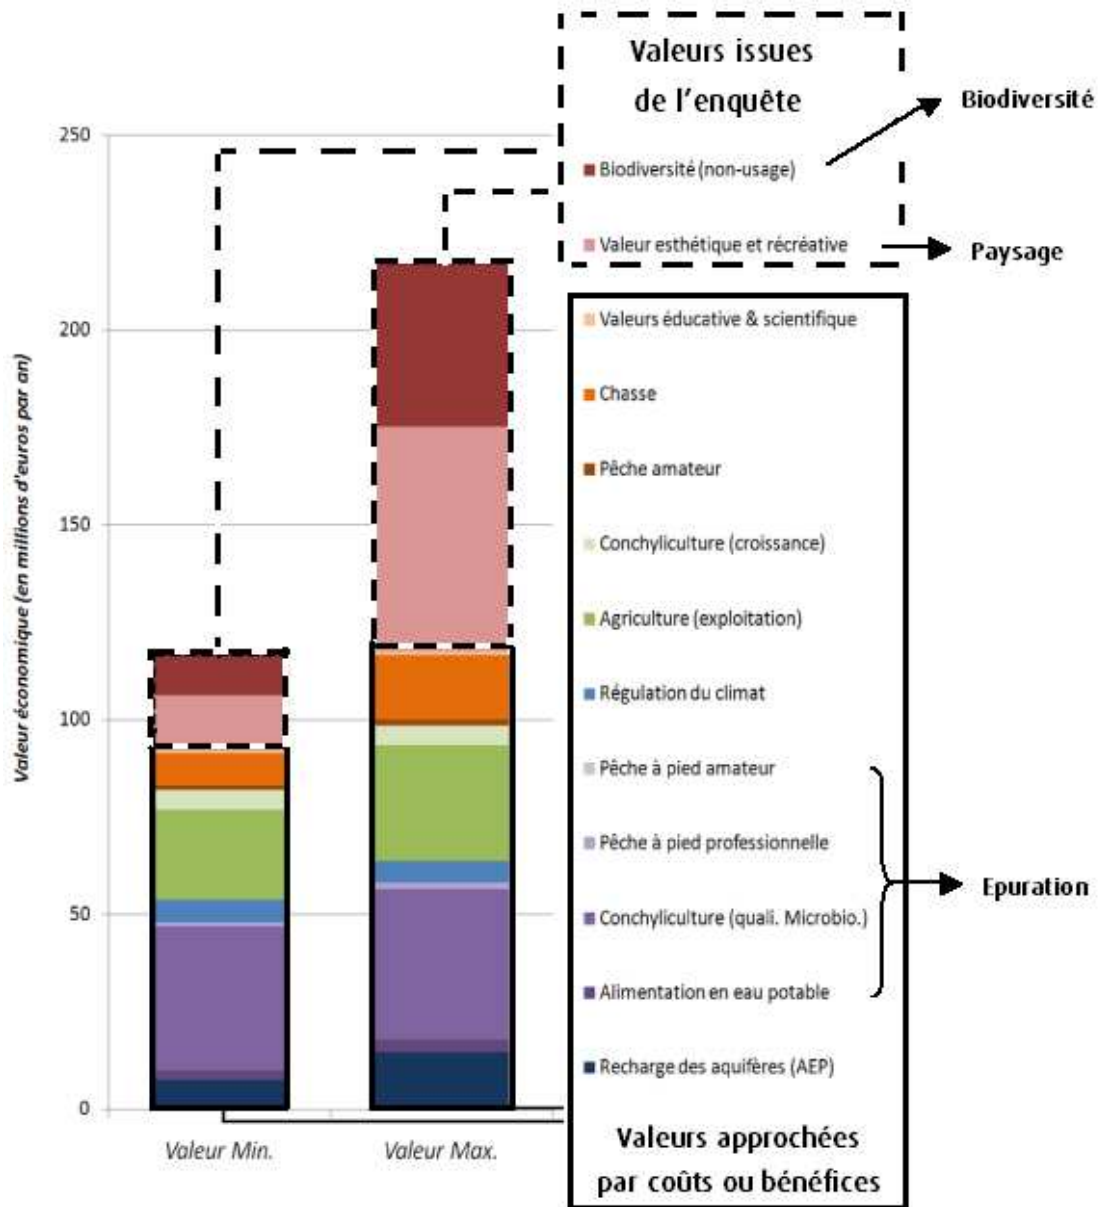 Valeurs issues
de l'enquête
Biodiversité
250
Biodiversité (non-usage)
Valeur esthétique et récréative
Paysage
Valeurs éducative & scientifique
200
Chasse
Pêche amateur
150
Conchyliculture (croissance)
Agriculture (exploitation)
Valeur économique (en millions d'euros par an)
Régulation du climat
100
Pêche à pied amateur
Pêche à pied professionnelle
Epuration
50
Conchyliculture (quali. Microbio.)
Alimentation en eau potable
Recharge des aquifères (AEP)
0
Valeur Min.
Valeur Max.
Valeurs approchées
par coûts ou bénéfices